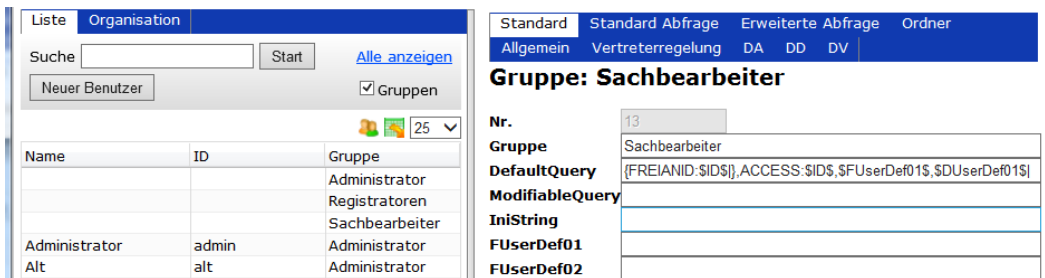 Liste Organisation
Suche Start Alle anzeigen
Neuer Benutzer Gruppen
25
Name ID Gruppe
Administrator
Registratoren
Sachbearbeiter
Administrator admin Administrator
Alt alt Administrator
Standard Standard Abfrage Erweiterte Abfrage Ordner
Allgemein Vertreterregelung DA DD DV
Gruppe: Sachbearbeiter
Nr. 13
Gruppe Sachbearbeiter
DefaultQuery {FREIANID:$ID$|},ACCESS:$ID$,$FUserDef01$,$DUserDef01$|
ModifiableQuery
IniString
FUserDef01
FUserDef02